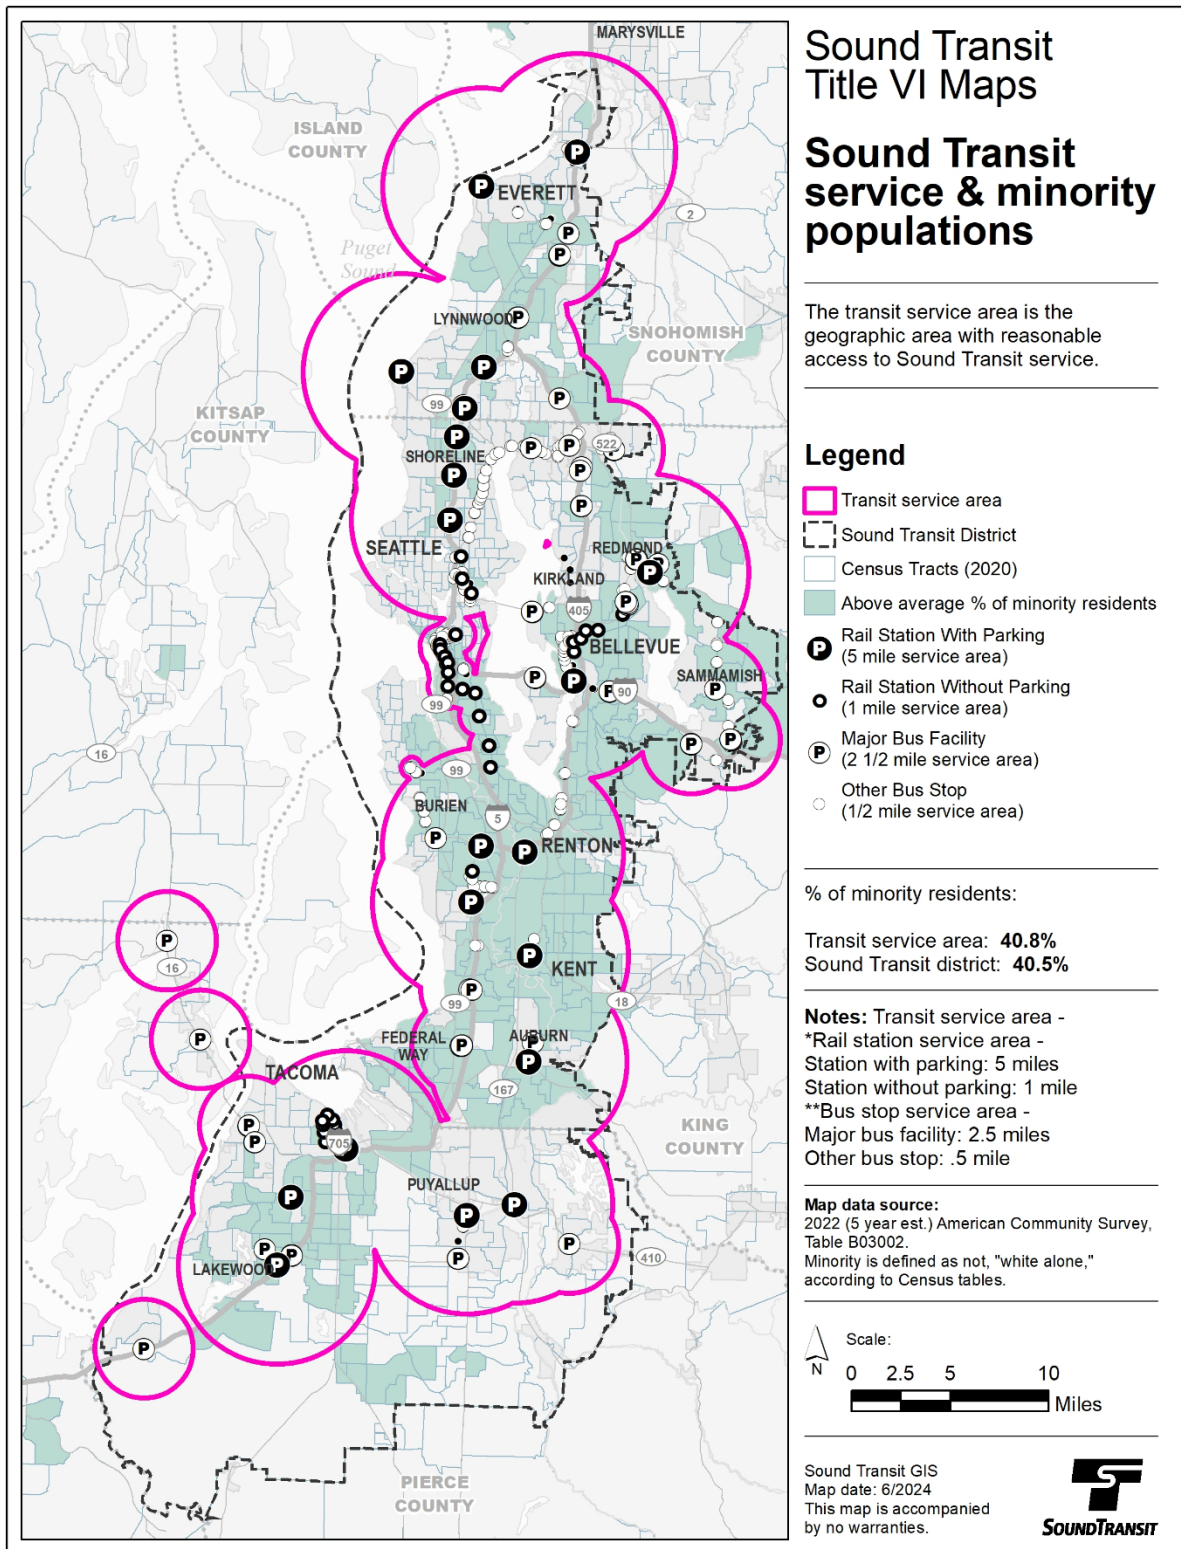 MARYSVILLE
ISLAND
COUNTY
P
P
EVERETT
2
P
P
Puget
Sound
LYNNWOOD
P
SNOHOMISH
COUNTY
P
P
KITSAP
COUNTY
99
P
P
P
SHORELINE
P
P
522
P
P
P
P
SEATTLE
REDMOND
P
P
KIRKLAND
P
P
405
BELLEVUE
P
P
P
90
SAMMAMISH
P
99
P
P
16
99
BURIEN
5
P
P
P
RENTON
P
P
16
P
KENT
P
99
18
P
FEDERAL
WAY
P
AUBURN
P
P
TACOMA
167
P
P
705
KING
COUNTY
PUYALLUP
P
P
P
P
P
P
P
410
LAKEWOOD
P
P
PIERCE
COUNTY
Sound Transit
Title VI Maps
Sound Transit
service & minority
populations
The transit service area is the
geographic area with reasonable
access to Sound Transit service.
Legend
Transit service area
Sound Transit District
Census Tracts (2020)
Above average % of minority residents
P
Rail Station With Parking
(5 mile service area)
Rail Station Without Parking
(1 mile service area)
P
Major Bus Facility
(2 1/2 mile service area)
Other Bus Stop
(1/2 mile service area)
% of minority residents:
Transit service area: 40.8%
Sound Transit district: 40.5%
Notes: Transit service area -
*Rail station service area -
Station with parking: 5 miles
Station without parking: 1 mile
**Bus stop service area -
Major bus facility: 2.5 miles
Other bus stop: .5 mile
Map data source:
2022 (5 year est.) American Community Survey,
Table B03002.
Minority is defined as not, "white alone,"
according to Census tables.
N
Scale:
0 2.5 5 10
Miles
Sound Transit GIS
Map date: 6/2024
This map is accompanied
by no warranties.
SOUNDTRANSIT